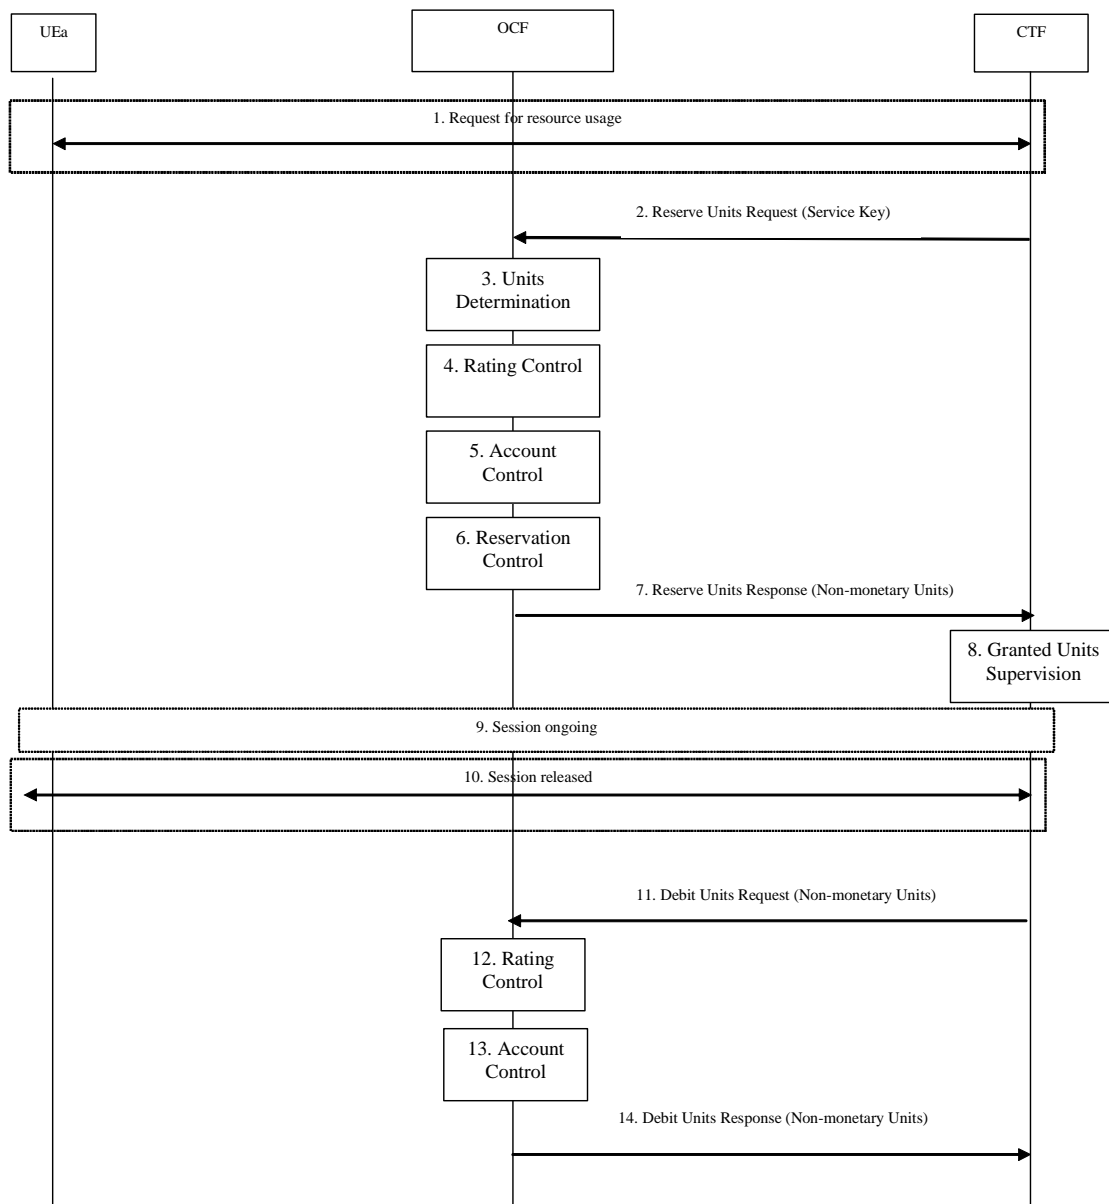 UEa
OCF
CTF
1. Request for resource usage
2. Reserve Units Request (Service Key)
3. Units
Determination
4. Rating Control
5. Account
Control
6. Reservation
Control
7. Reserve Units Response (Non-monetary Units)
8. Granted Units
Supervision
9. Session ongoing
10. Session released
11. Debit Units Request (Non-monetary Units)
12. Rating
Control
13. Account
Control
14. Debit Units Response (Non-monetary Units)